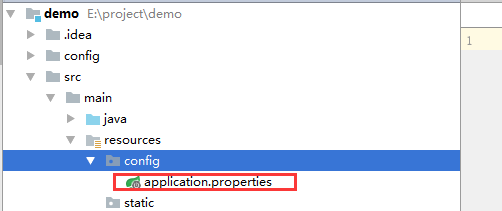 demo E:\project\demo
1
.idea
config
src
main
java
resources
config
application.properties
static